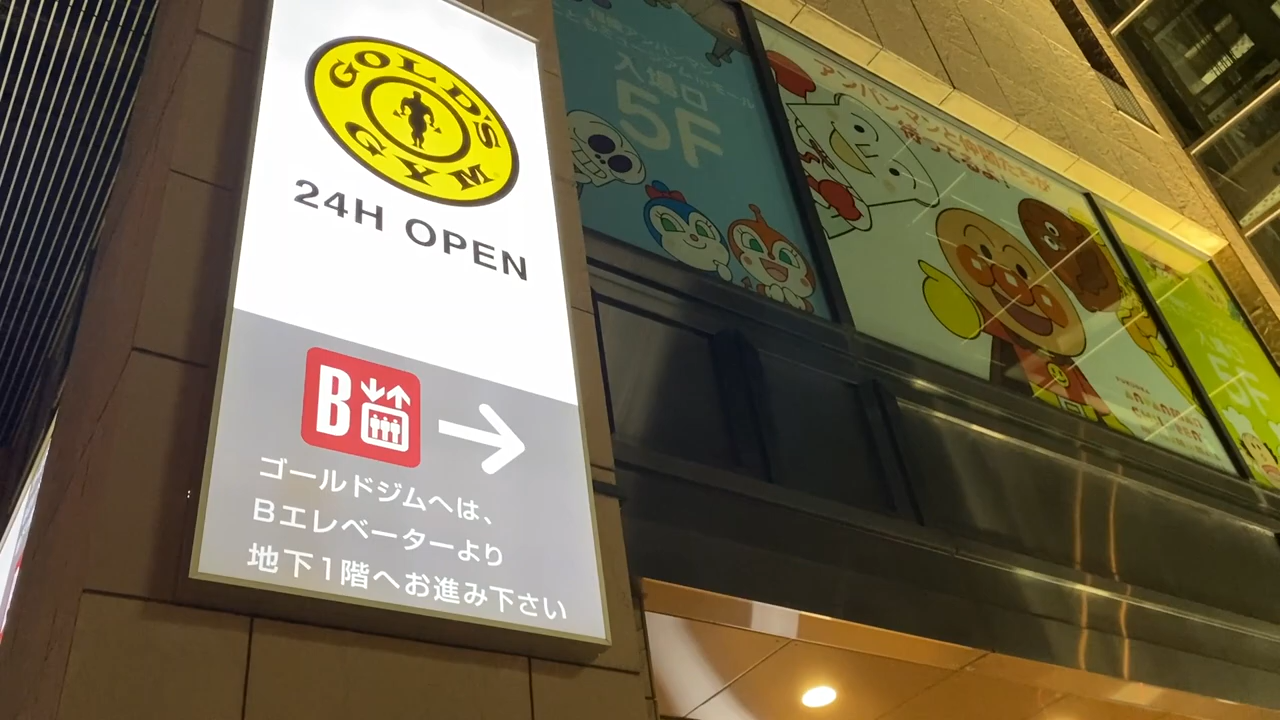 GOLD'S GYM
24H OPEN
B
ゴールドジムへは、
Bエレベーターより
地下1階へお進み下さい
入場口
5F
アンパンマンと仲間たちが
待ってるよ!
5F